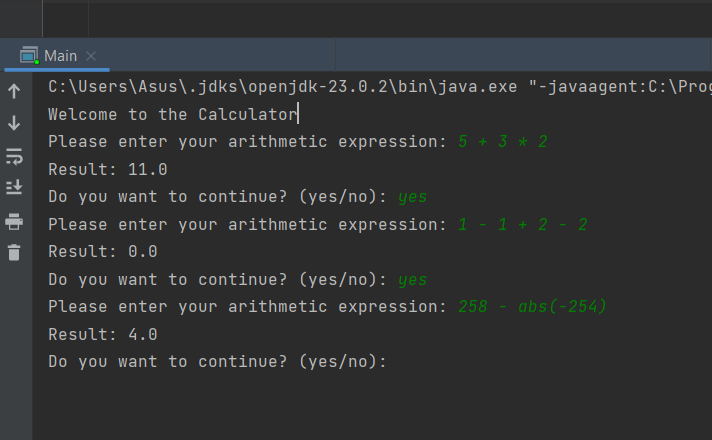 Main
C:\Users\Asus\.jdks\openjdk-23.0.2\bin\java.exe "-javaagent:C:\Prog
Welcome to the Calculator
Please enter your arithmetic expression: 5 + 3 * 2
Result: 11.0
Do you want to continue? (yes/no): yes
Please enter your arithmetic expression: 1 - 1 + 2 - 2
Result: 0.0
Do you want to continue? (yes/no): yes
Please enter your arithmetic expression: 258 - abs(-254)
Result: 4.0
Do you want to continue? (yes/no):